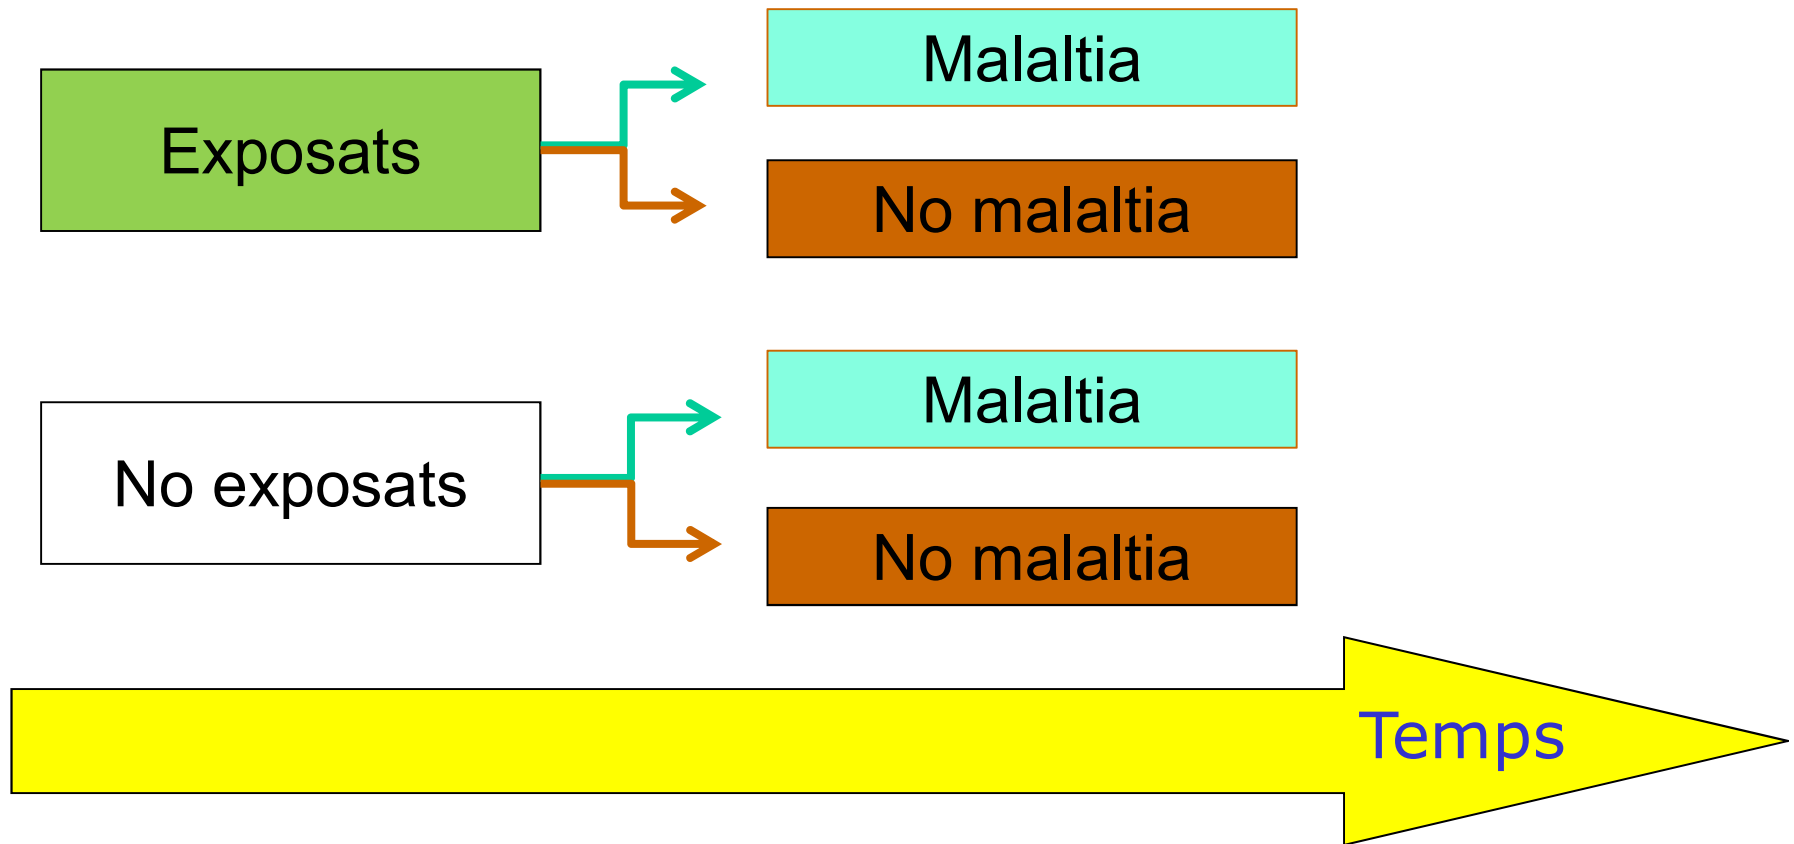 Exposats
Malaltia
No malaltia
No exposats
Malaltia
No malaltia
Temps